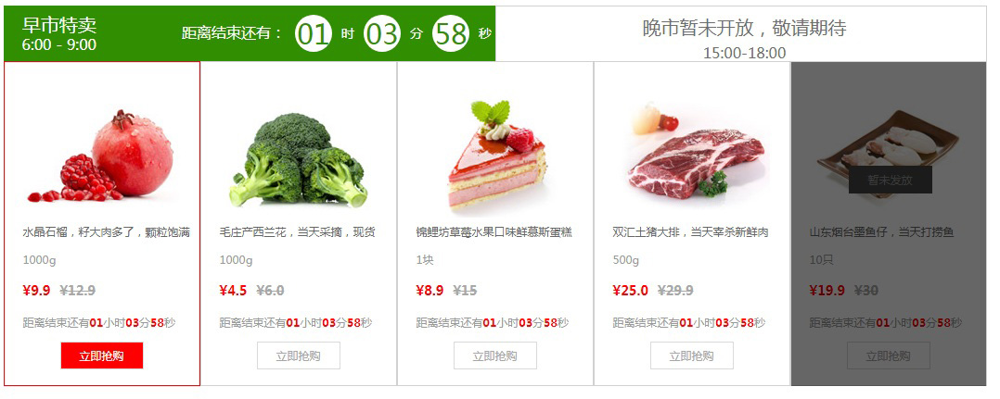 早市特卖
6:00 - 9:00
距离结束还有： 01 时 03 分 58 秒
晚市暂未开放，敬请期待
15:00-18:00
水晶石榴，籽大肉多了，颗粒饱满
1000g
¥9.9 ¥12.9
距离结束还有01小时03分58秒
立即抢购
毛庄产西兰花，当天采摘，现货
1000g
¥4.5 ¥6.0
距离结束还有01小时03分58秒
立即抢购
锦鲤坊草莓水果口味鲜慕斯蛋糕
1块
¥8.9 ¥15
距离结束还有01小时03分58秒
立即抢购
双汇土猪大排，当天宰杀新鲜肉
500g
¥25.0 ¥29.9
距离结束还有01小时03分58秒
立即抢购
暂未发放
山东烟台墨鱼仔，当天打捞鱼
10只
¥19.9 ¥30
距离结束还有01小时03分58秒
立即抢购